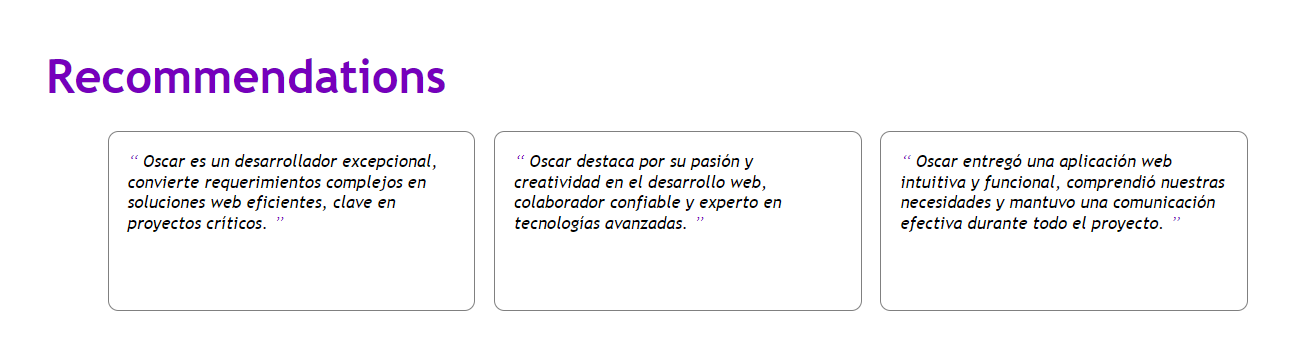 Recommendations
“ Oscar es un desarrollador excepcional,
convierte requerimientos complejos en
soluciones web eficientes, clave en
proyectos críticos. ”
“ Oscar destaca por su pasión y
creatividad en el desarrollo web,
colaborador confiable y experto en
tecnologías avanzadas. ”
“ Oscar entregó una aplicación web
intuitiva y funcional, comprendió nuestras
necesidades y mantuvo una comunicación
efectiva durante todo el proyecto. ”